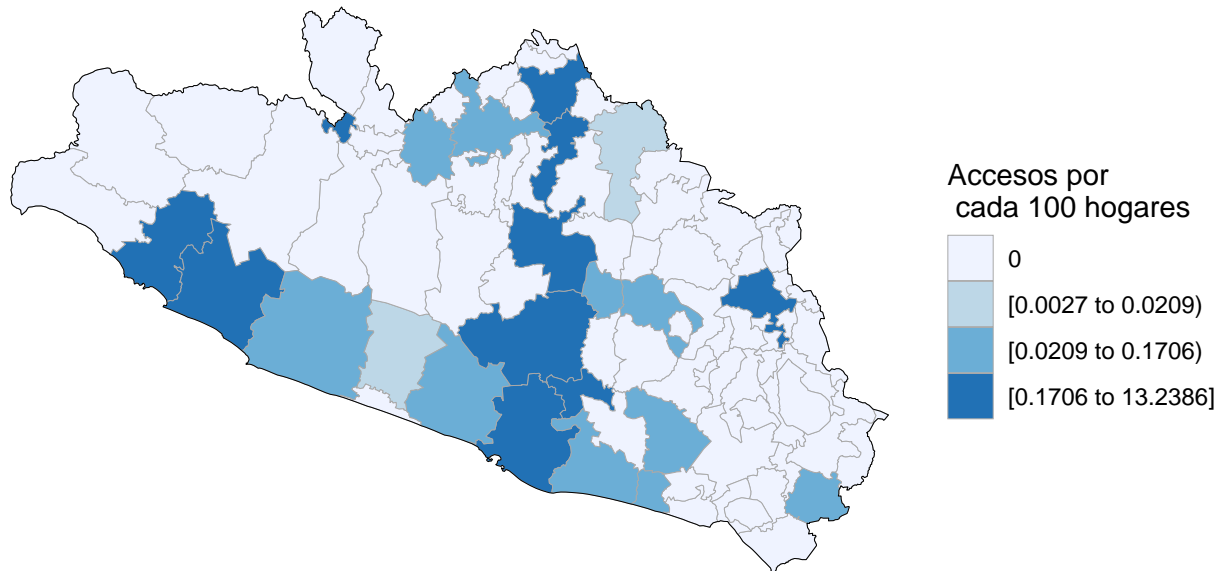 Accesos por
cada 100 hogares
0
[0.0027 to 0.0209)
[0.0209 to 0.1706)
[0.1706 to 13.2386]